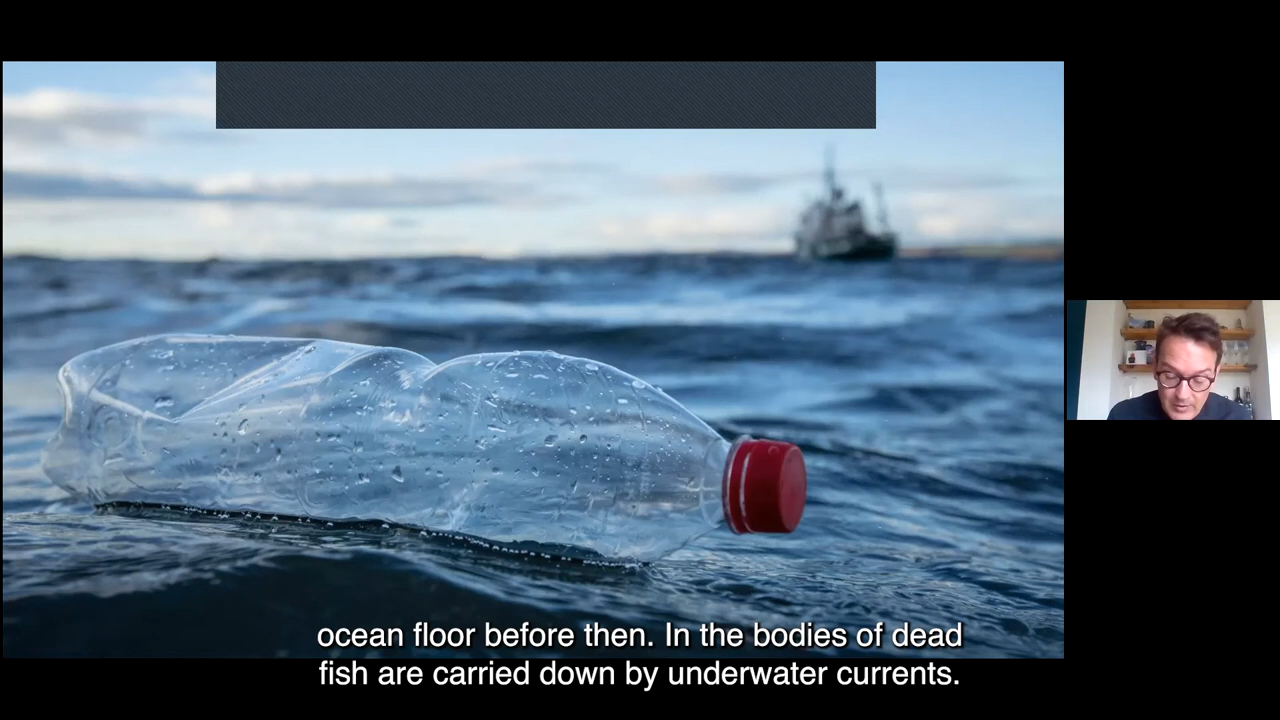 ocean floor before then. In the bodies of dead
fish are carried down by underwater currents.